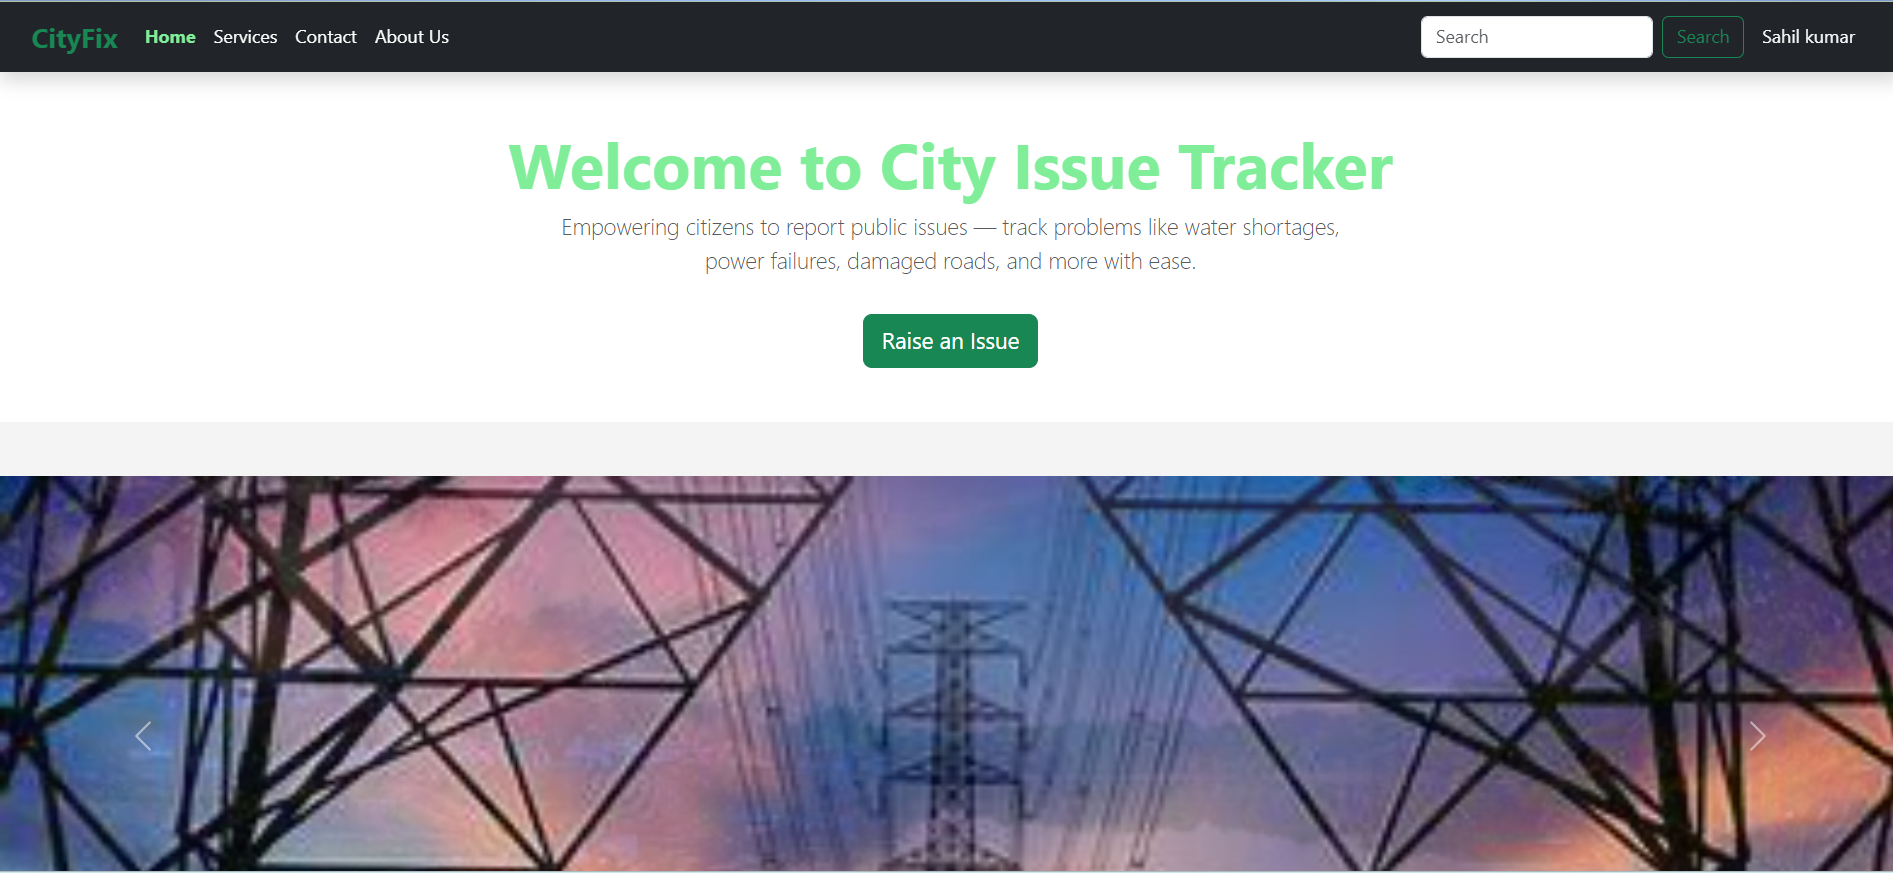 CityFix Home Services Contact About Us Search Search Sahil kumar
Welcome to City Issue Tracker
Empowering citizens to report public issues — track problems like water shortages,
power failures, damaged roads, and more with ease.
Raise an Issue